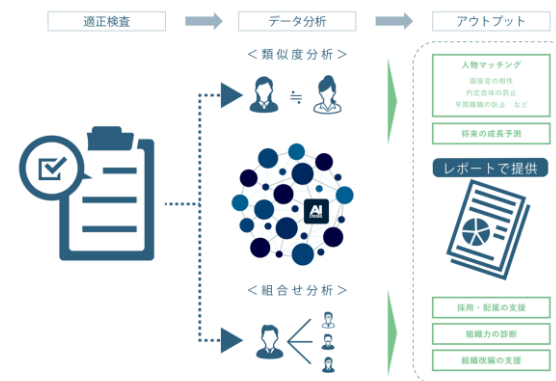 適正検査
データ分析
アウトプット
＜類似度分析＞
≒
人物マッチング
面接官の相性
内定自体の防止
早期離職の防止 など
将来の成長予測
レポートで提供
AI
＜組合せ分析＞
採用・配属の支援
組織力の診断
組織改編の支援